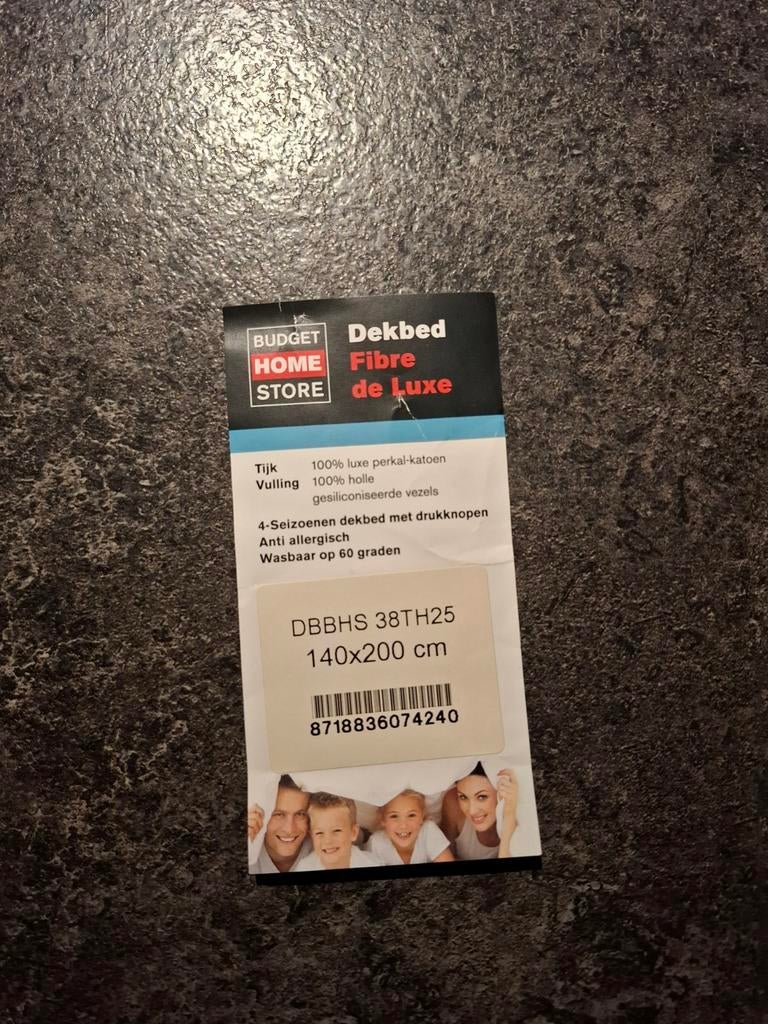 BUDGET
HOME
STORE
Dekbed
Fibre
de Luxe
Tijk 100% luxe perkal-katoen
Vulling 100% holle
gesiliconiseerde vezels
4-Seizoenen dekbed met drukknopen
Anti allergisch
Wasbaar op 60 graden
DBBHS 38TH25
140x200 cm
8718836074240